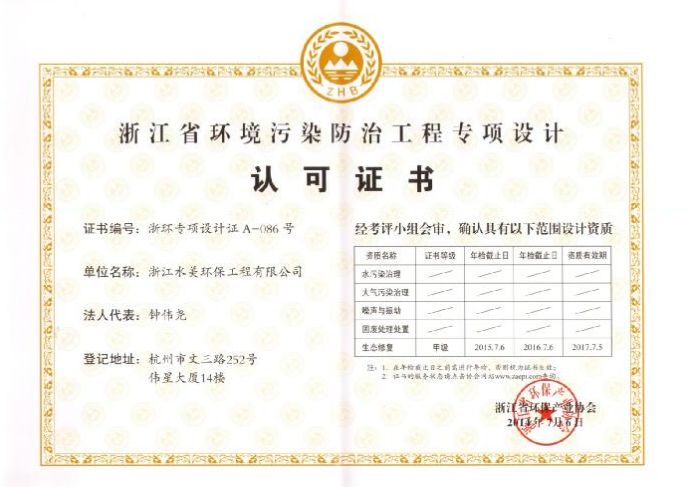 ZHB
浙江省环境污染防治工程专项设计
认可证书
证书编号：浙环专项设计证 A-086 号
单位名称：浙江水美环保工程有限公司
法人代表：钟伟尧
登记地址：杭州市文三路252号
伟星大厦14楼
经考评小组会审，确认具有以下范围设计资质
资质名称 证书等级 年检截止日 年检截止日 资质有效期
水污染治理
大气污染治理
噪声与振动
固废处理处置
生态修复 甲级 2015.7.6 2016.7.6 2017.7.5
注：1、在年检截止日之前需进行年检，否则视为证书失效；
2、证书的服务状态请点击协会网站www.zaepi.com查询。
浙江省环保产业协会
2014年7月6日